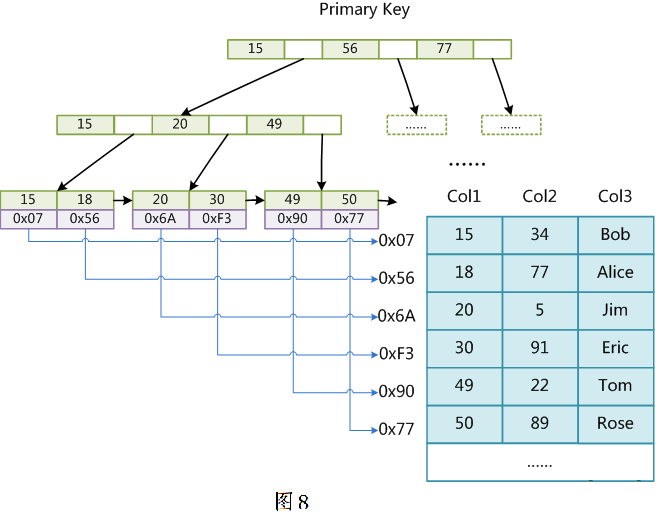 Primary Key
15 56 77
15 20 49
...... ......
......
15 18 20 30 49 50
0x07 0x56 0x6A 0xF3 0x90 0x77
Col1 Col2 Col3
0x07 15 34 Bob
0x56 18 77 Alice
0x6A 20 5 Jim
0xF3 30 91 Eric
0x90 49 22 Tom
0x77 50 89 Rose
......
图 8